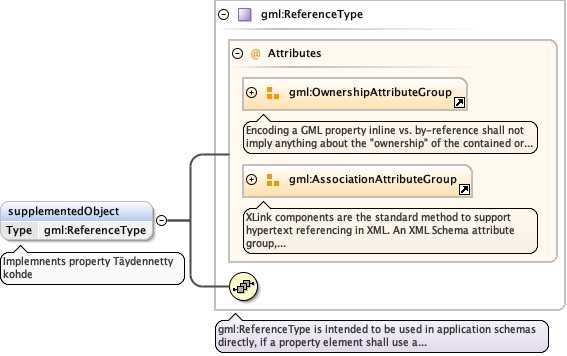 gml:ReferenceType
@ Attributes
gml:OwnershipAttributeGroup
Encoding a GML property inline vs. by-reference shall not
imply anything about the "ownership" of the contained or...
gml:AssociationAttributeGroup
XLink components are the standard method to support
hypertext referencing in XML. An XML Schema attribute
group,...
supplementedObject
Type gml:ReferenceType
Implemnents property Täydennetty
kohde
gml:ReferenceType is intended to be used in application schemas
directly, if a property element shall use a...